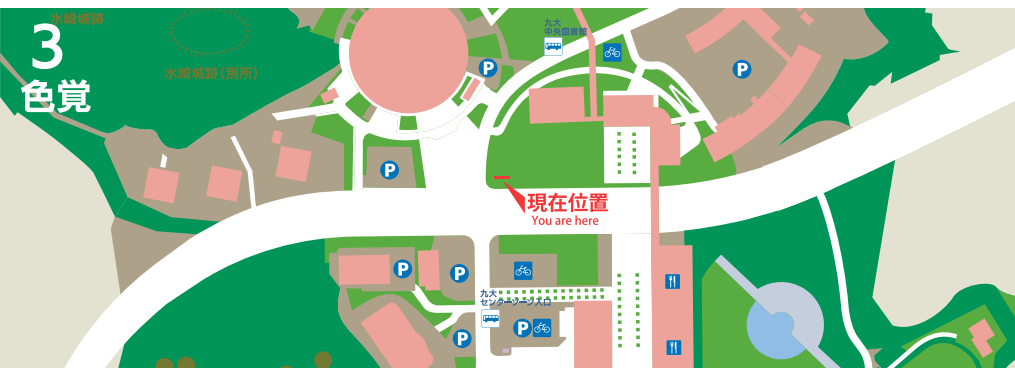 水崎城跡
3
色覚
水崎城跡(別所)
九大
中央図書館
P
P
P
現在位置
You are here
P
P
九大
センターゾーン入口
P
P